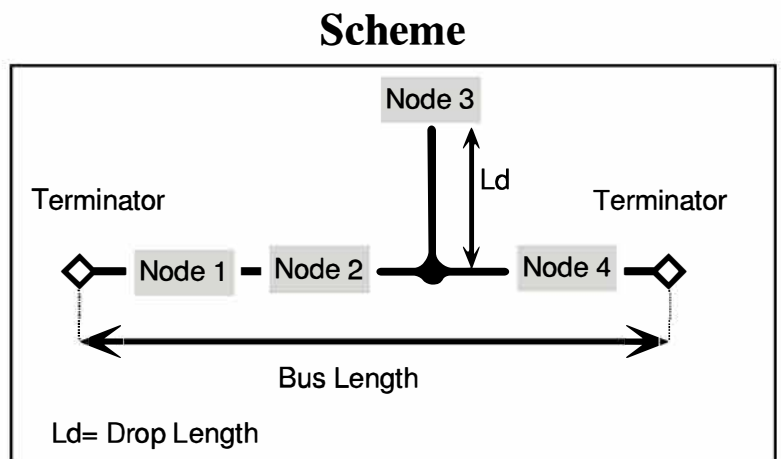 Scheme
Node 3
Ld
Terminator
Terminator
Node 1
Node 2
Node 4
Bus Length
Ld= Drop Length